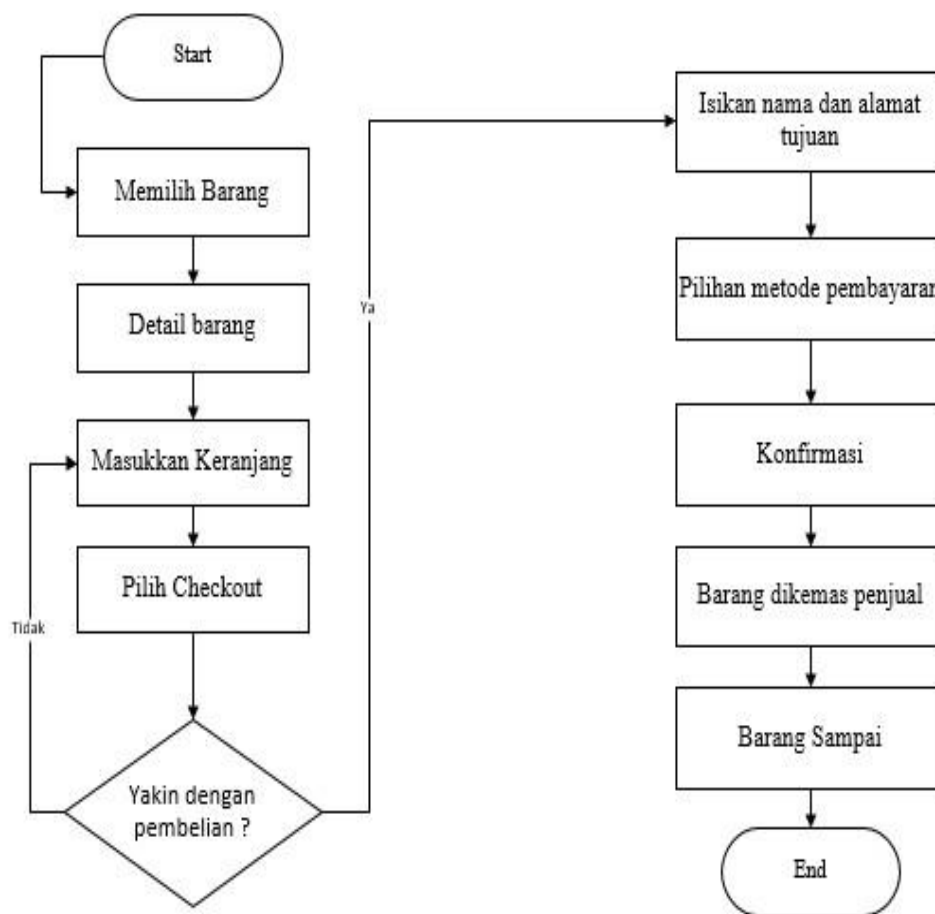 Start
Memilih Barang
Detail barang
Masukkan Keranjang
Pilih Checkout
Tidak
Yakin dengan
pembelian ?
Ya
Isikan nama dan alamat
tujuan
Pilihan metode pembayaran
Konfirmasi
Barang dikemas penjual
Barang Sampai
End